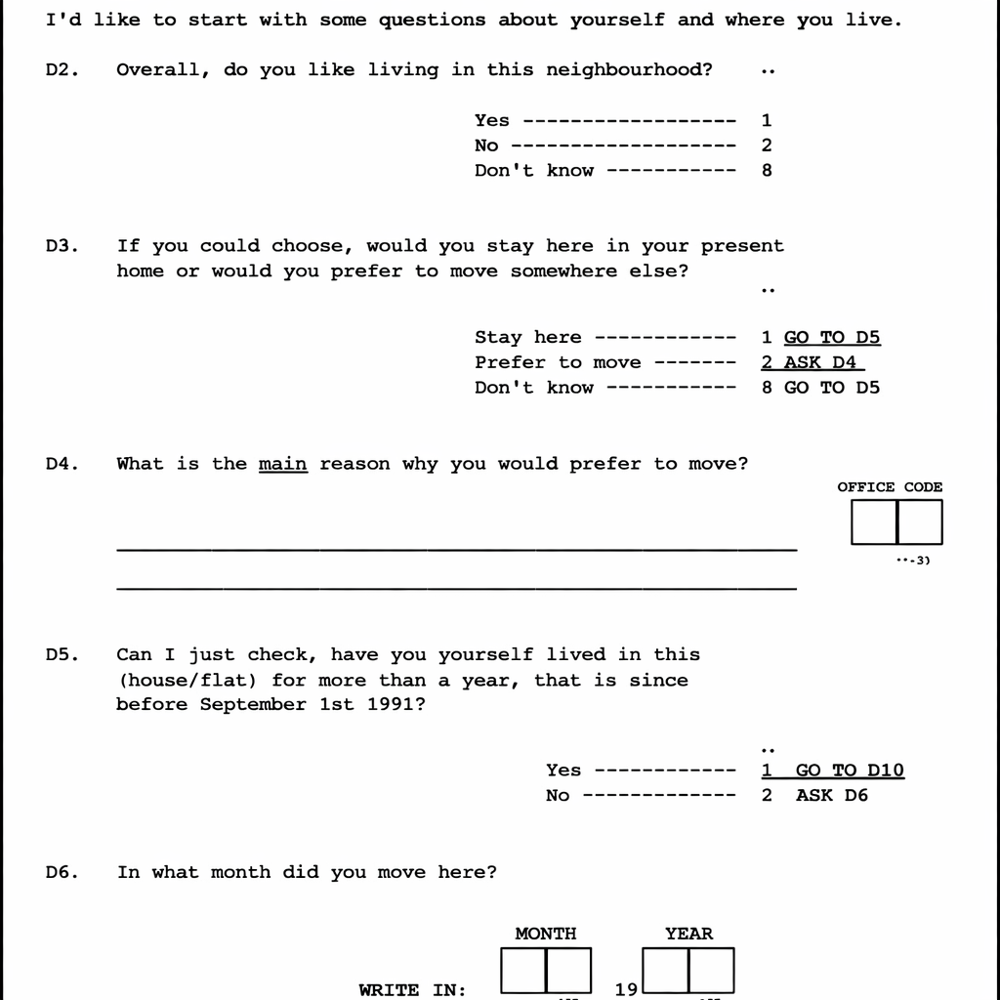 I'd like to start with some questions about yourself and where you live.
D2. Overall, do you like living in this neighbourhood? ..
Yes ------------------ 1
No ------------------- 2
Don't know ----------- 8
D3. If you could choose, would you stay here in your present
home or would you prefer to move somewhere else?
..
Stay here ------------ 1 GO TO D5
Prefer to move ------- 2 ASK D4
Don't know ----------- 8 GO TO D5
D4. What is the main reason why you would prefer to move?
OFFICE CODE
..-3)
D5. Can I just check, have you yourself lived in this
(house/flat) for more than a year, that is since
before September 1st 1991?
..
Yes ------------ 1 GO TO D10
No ------------- 2 ASK D6
D6. In what month did you move here?
MONTH YEAR
WRITE IN: 19